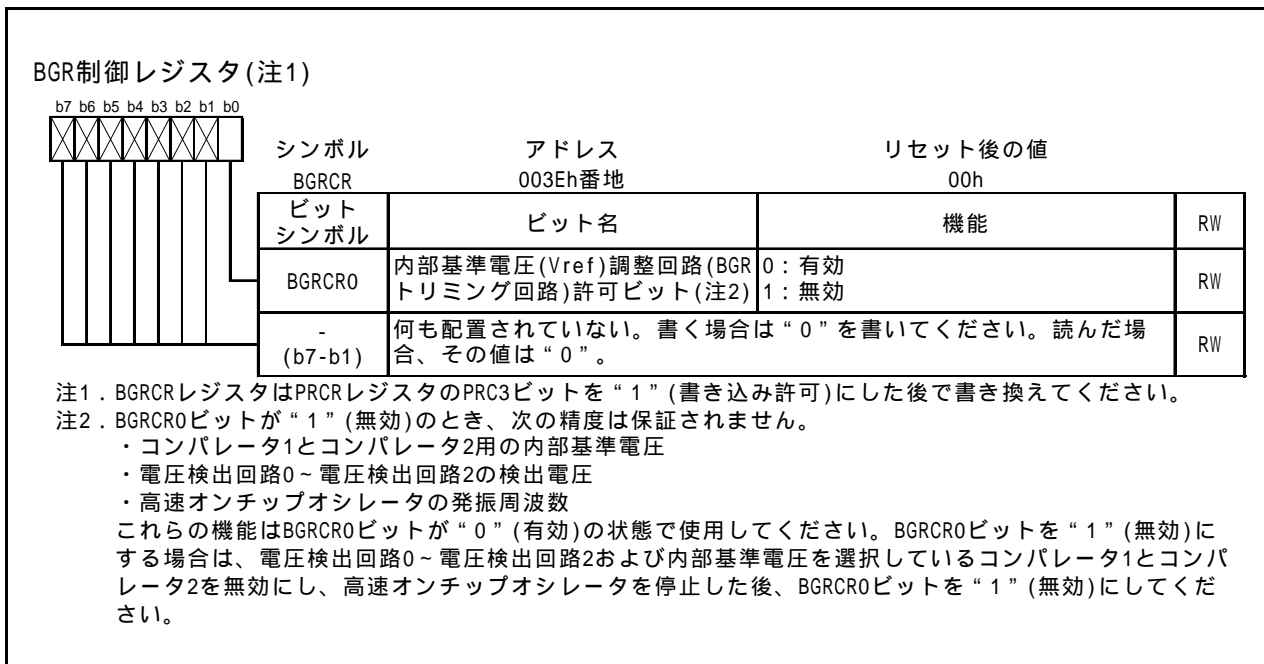 BGR制御レジスタ(注1)
b7 b6 b5 b4 b3 b2 b1 b0
シンボル アドレス リセット後の値
BGRCR 003Eh番地 00h
ビット
シンボル
ビット名 機能 RW
BGRCR0
内部基準電圧(Vref)調整回路(BGR
トリミング回路)許可ビット(注2)
0：有効
1：無効
RW
-
(b7-b1)
何も配置されていない。書く場合は“0”を書いてください。読んだ場
合、その値は“0”。
RW
注1．BGRCRレジスタはPRCRレジスタのPRC3ビットを“1”(書き込み許可)にした後で書き換えてください。
注2．BGRCR0ビットが“1”(無効)のとき、次の精度は保証されません。
・コンパレータ1とコンパレータ2用の内部基準電圧
・電圧検出回路0~電圧検出回路2の検出電圧
・高速オンチップオシレータの発振周波数
これらの機能はBGRCR0ビットが“0”(有効)の状態で使用してください。BGRCR0ビットを“1”(無効)に
する場合は、電圧検出回路0~電圧検出回路2および内部基準電圧を選択しているコンパレータ1とコンパ
レータ2を無効にし、高速オンチップオシレータを停止した後、BGRCR0ビットを“1”(無効)にしてくだ
さい。